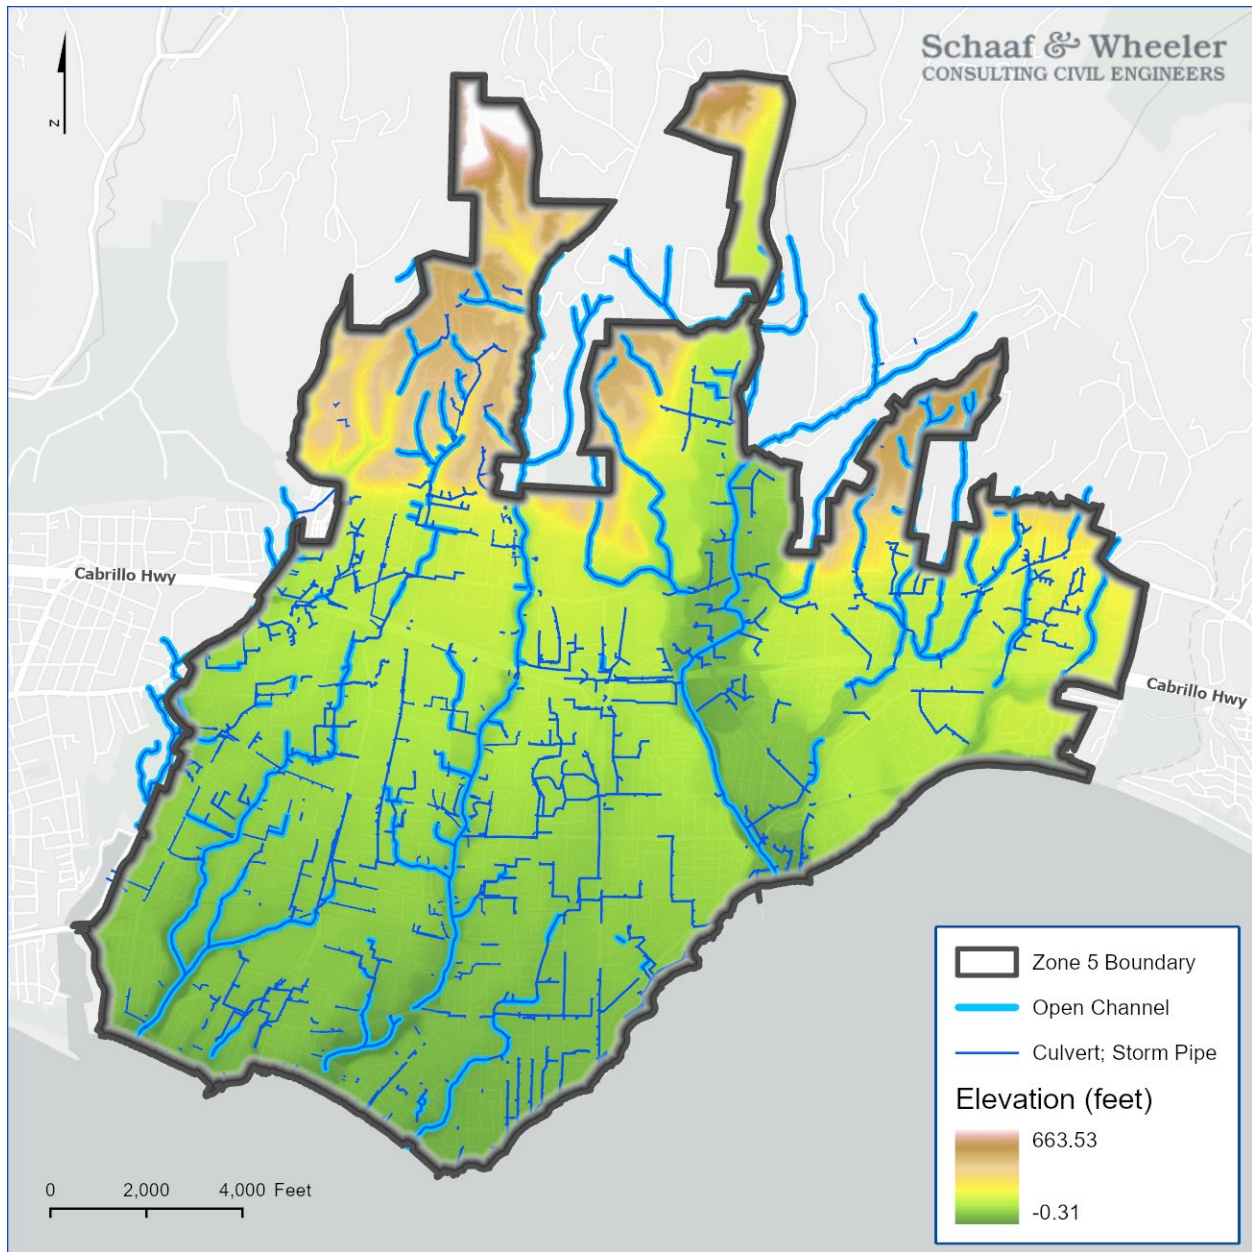 Schaaf & Wheeler
CONSULTING CIVIL ENGINEERS
z
Cabrillo Hwy
Cabrillo Hwy
Zone 5 Boundary
Open Channel
Culvert; Storm Pipe
Elevation (feet)
663.53
-0.31
0 2,000 4,000 Feet